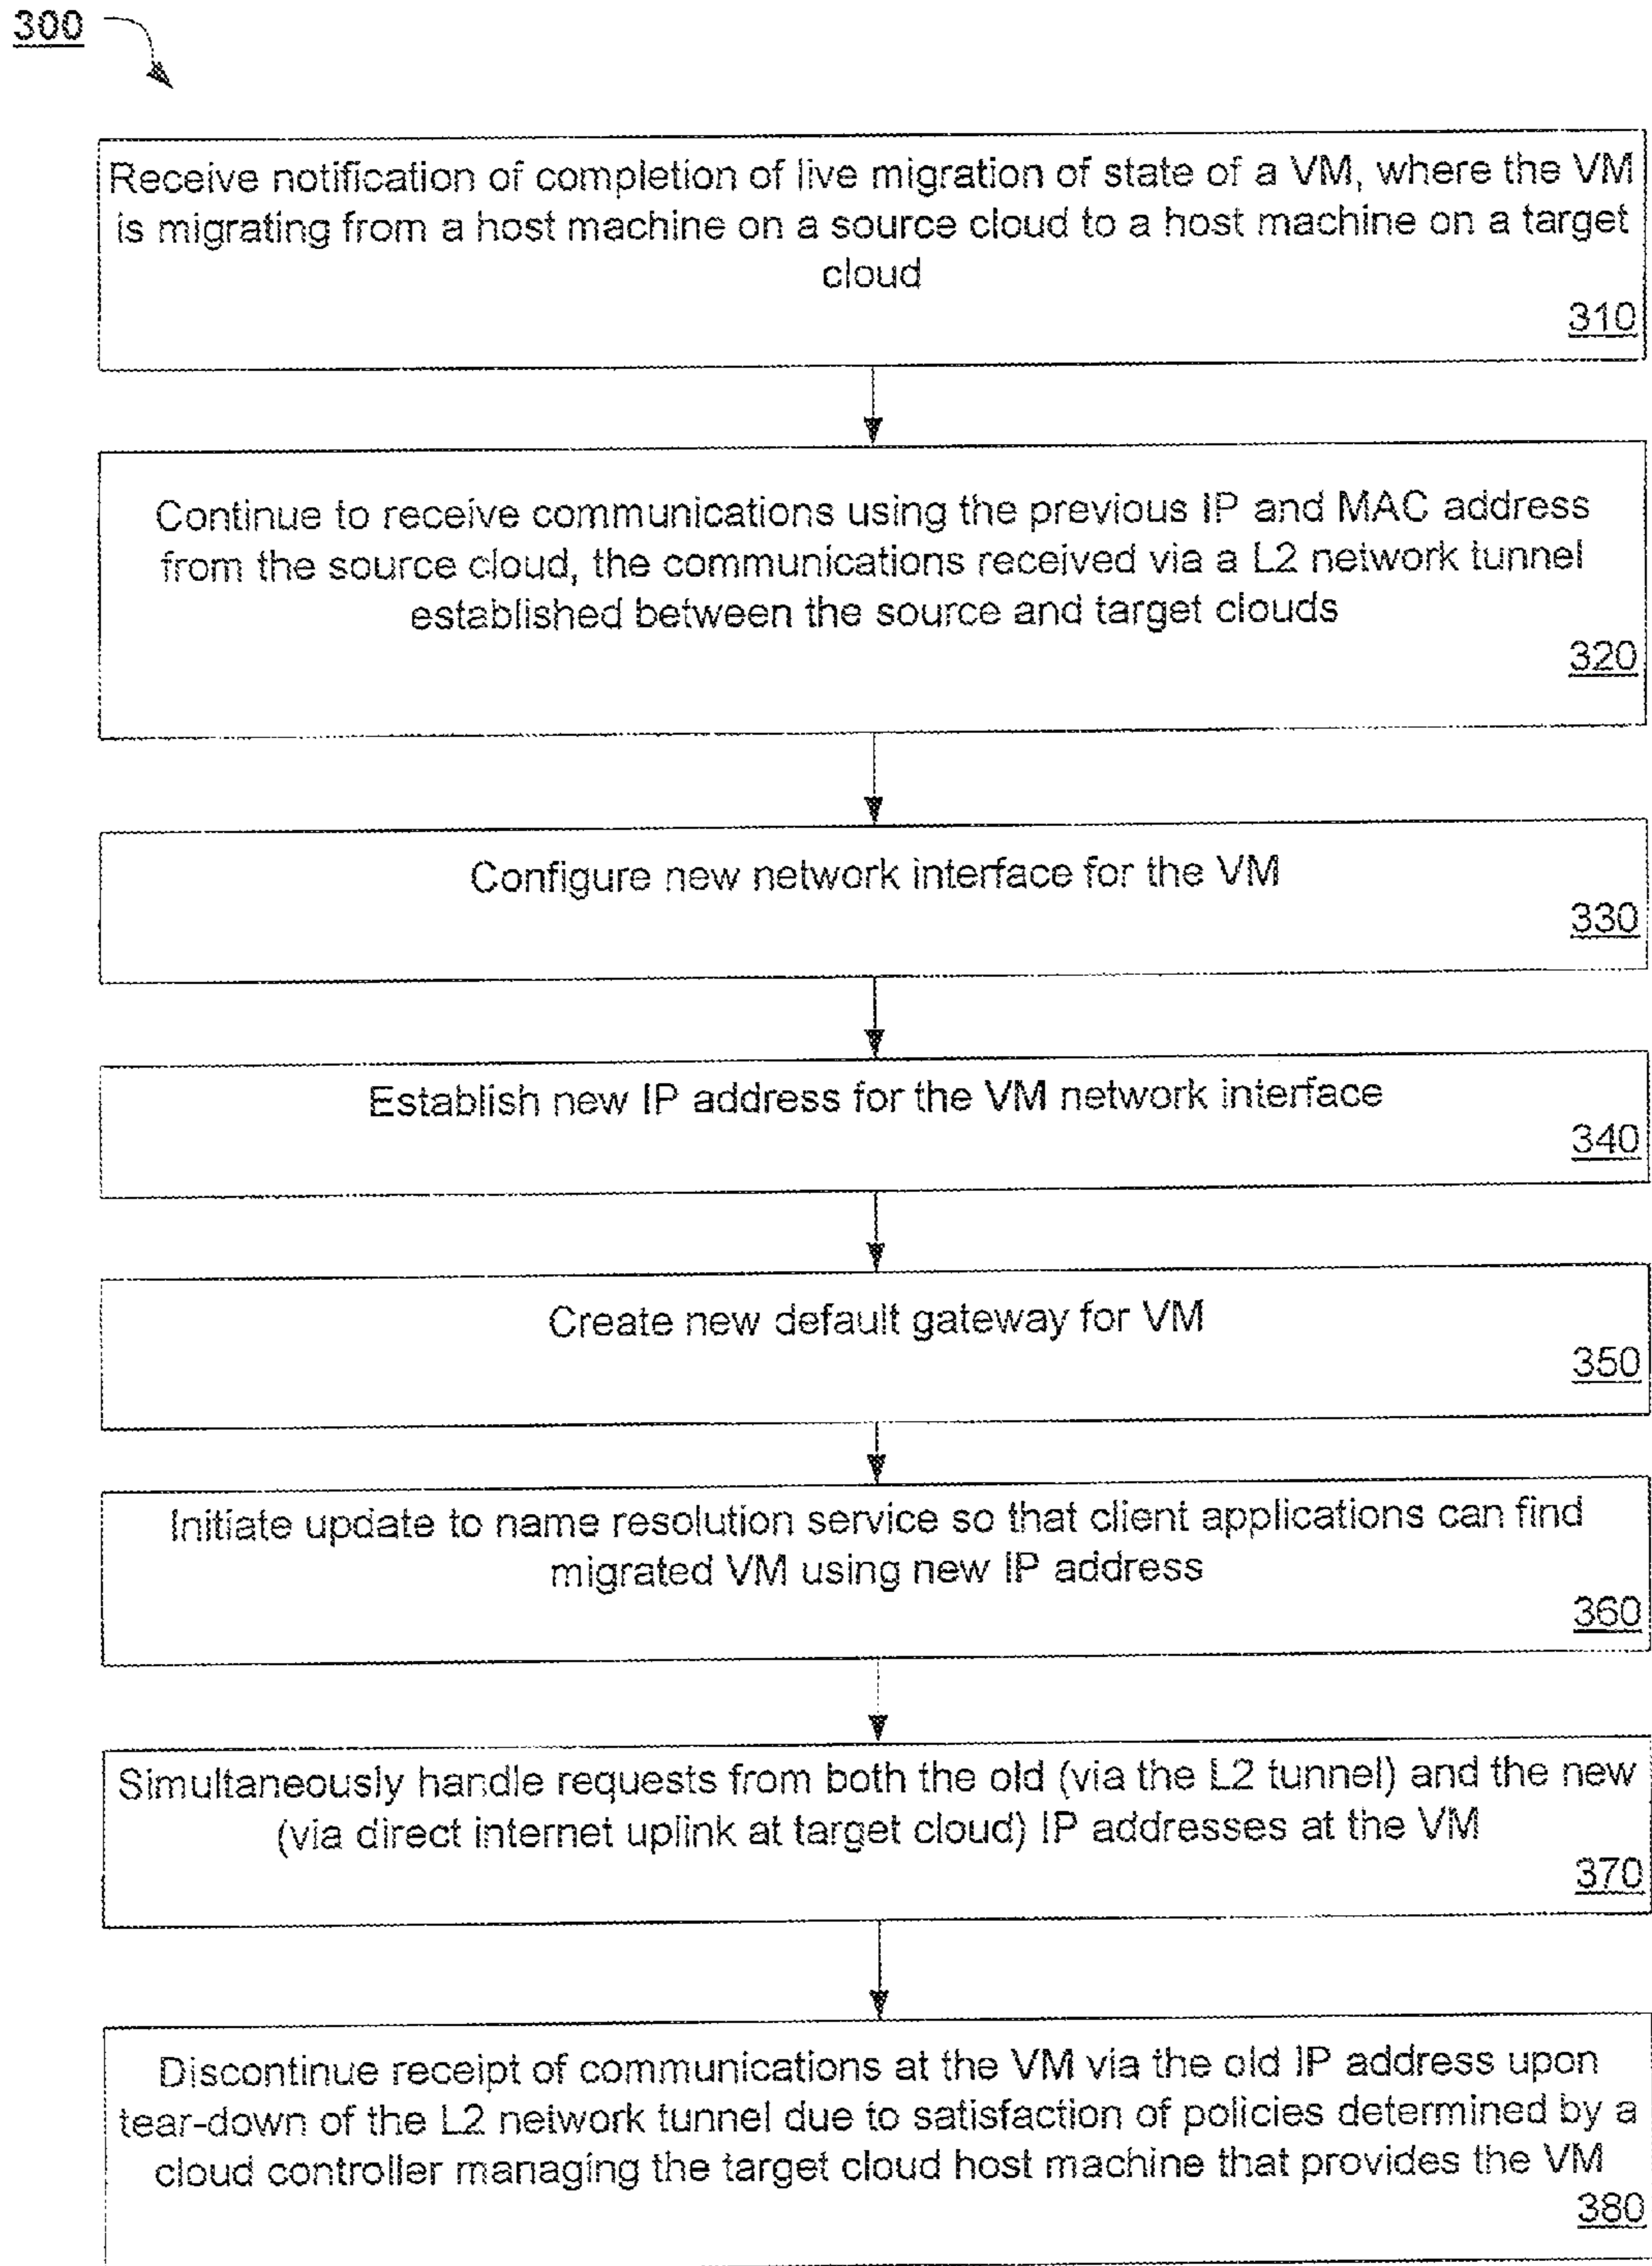 300
Receive notification of completion of live migration of state of a VM, where the VM
is migrating from a host machine on a source cloud to a host machine on a target
cloud
310
Continue to receive communications using the previous IP and MAC address
from the source cloud, the communications received via a L2 network tunnel
established between the source and target clouds
320
Configure new network interface for the VM
330
Establish new IP address for the VM network interface
340
Create new default gateway for VM
350
Initiate update to name resolution service so that client applications can find
migrated VM using new IP address
360
Simultaneously handle requests from both the old (via the L2 tunnel) and the new
(via direct internet uplink at target cloud) IP addresses at the VM
370
Discontinue receipt of communications at the VM via the old IP address upon
tear-down of the L2 network tunnel due to satisfaction of policies determined by a
cloud controller managing the target cloud host machine that provides the VM
380